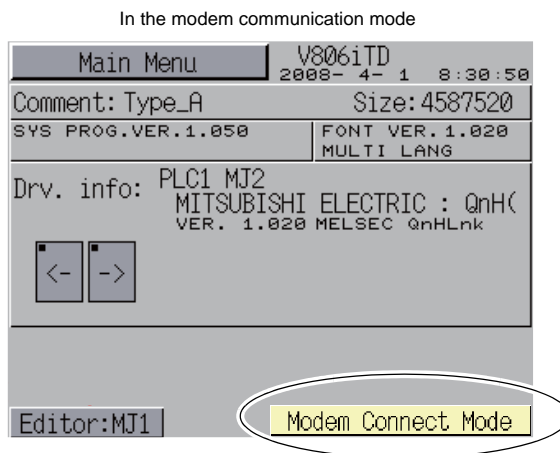 In the modem communication mode
Main Menu
V806iTD
2008- 4- 1 8:30:50
Comment: Type_A
Size:4587520
SYS PROG.VER.1.050
FONT VER.1.020
MULTI LANG
Drv. info:
PLC1 MJ2
MITSUBISHI ELECTRIC : QnH(
VER. 1.020 MELSEC QnHLnk
<- ->
Editor:MJ1
Modem Connect Mode